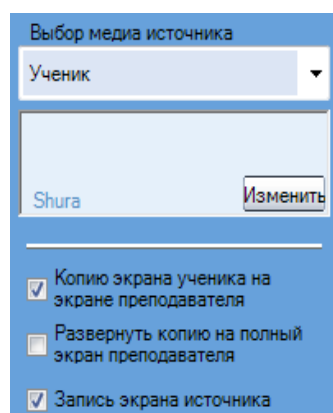 Выбор медиа источника
Ученик
Shura
Изменить
Копию экрана ученика на
экране преподавателя
Развернуть копию на полный
экран преподавателя
Запись экрана источника